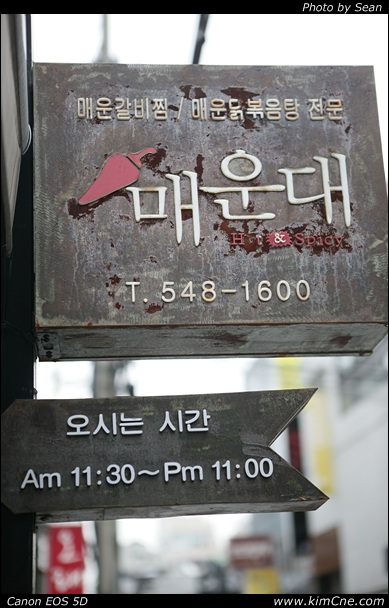 Photo by Sean
매운갈비찜 / 매운닭볶음탕 전문
매운대
Hot & Spicy
T. 548-1600
오시는 시간
Am 11:30~Pm 11:00
Canon EOS 5D
www.kimCne.com